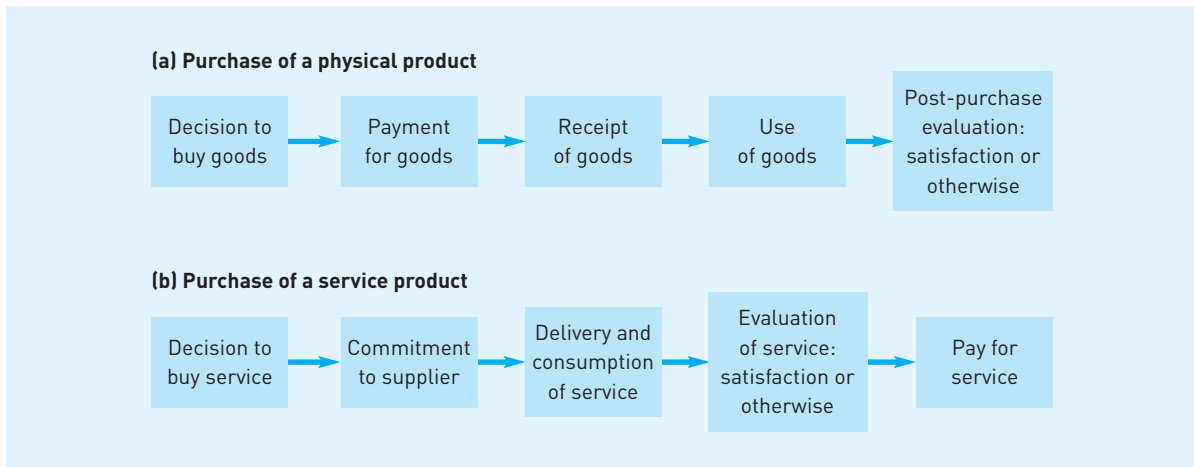 (a) Purchase of a physical product
Decision to
buy goods
Payment
for goods
Receipt
of goods
Use
of goods
Post-purchase
evaluation:
satisfaction or
otherwise
(b) Purchase of a service product
Decision to
buy service
Commitment
to supplier
Delivery and
consumption
of service
Evaluation
of service:
satisfaction or
otherwise
Pay for
service